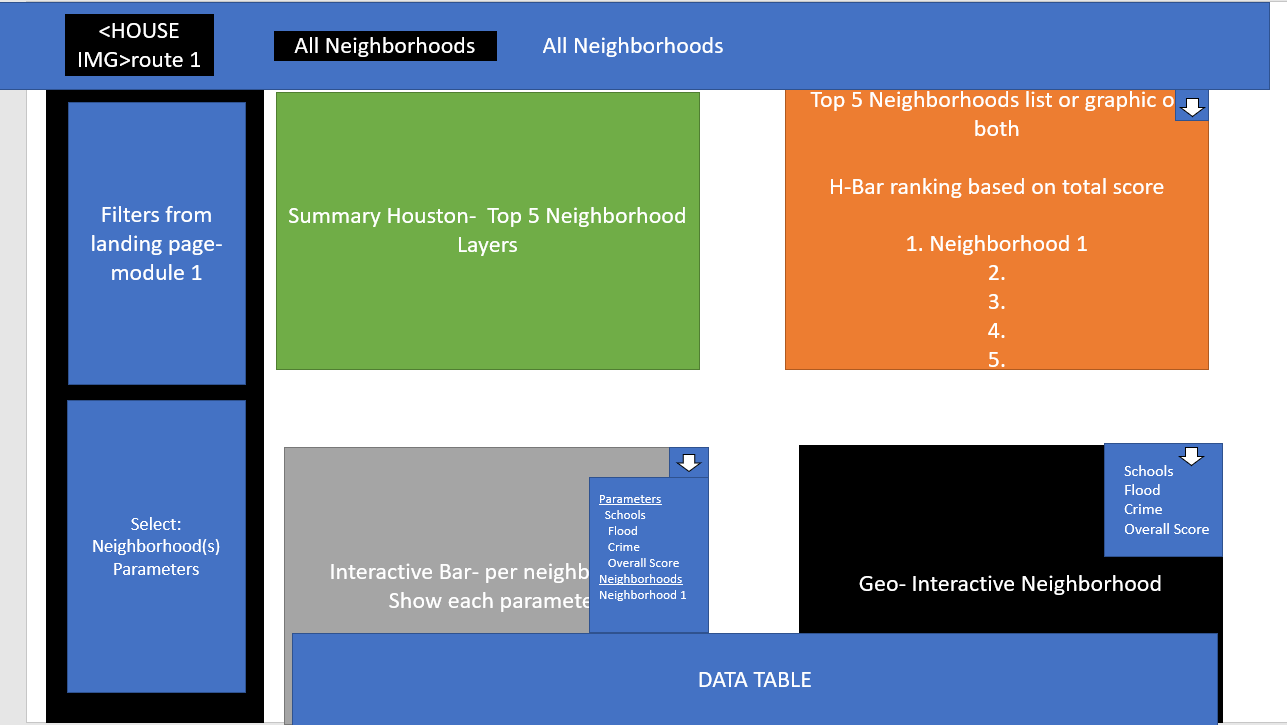 <HOUSE
IMG>route 1
All Neighborhoods
All Neighborhoods
Filters from
landing page-
module 1
Summary Houston-  Top 5 Neighborhood
Layers
Top 5 Neighborhoods list or graphic o
both
H-Bar ranking based on total score
1. Neighborhood 1
2.
3.
4.
5.
Select:
Neighborhood(s)
Parameters
Interactive Bar- per neighb
Show each paramete
Parameters
Schools
Flood
Crime
Overall Score
Neighborhoods
Neighborhood 1
Schools
Flood
Crime
Overall Score
Geo- Interactive Neighborhood
DATA TABLE